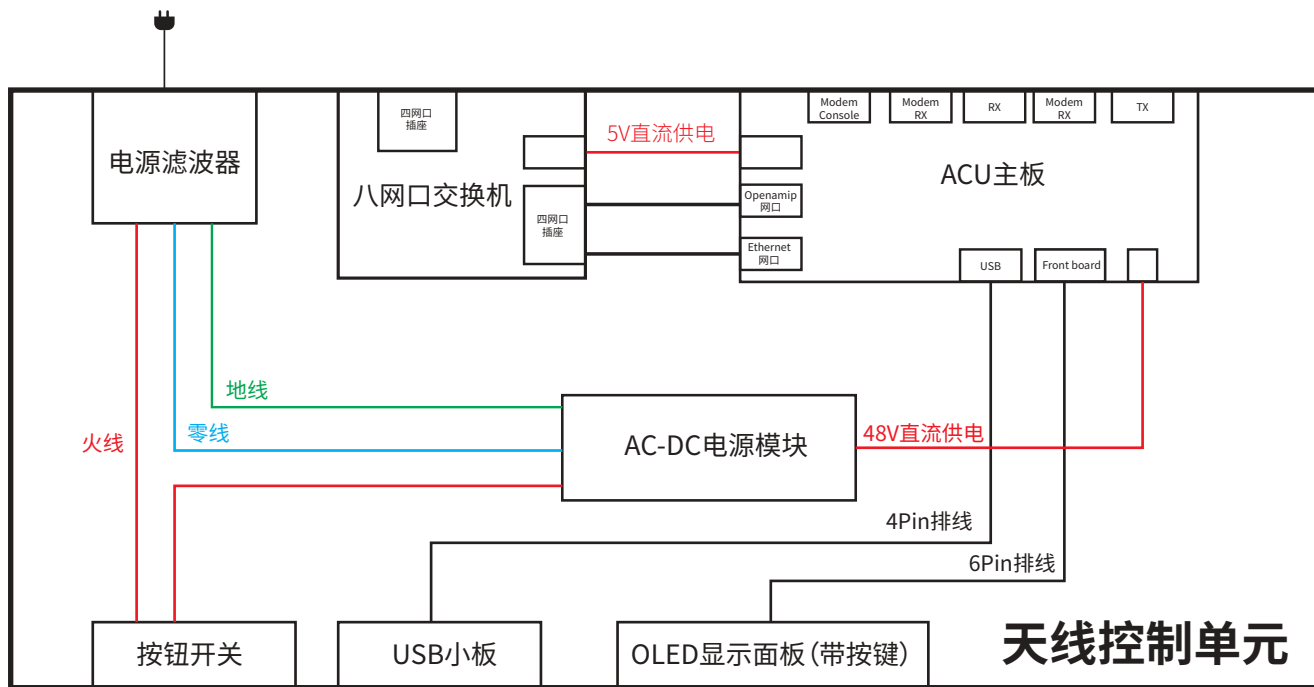 四网口
插座
Modem
Console
Modem
RX
RX
Modem
RX
TX
5V直流供电
电源滤波器
八网口交换机
ACU主板
Openamip
网口
四网口
插座
Ethernet
网口
USB
Front board
地线
零线
火线
AC-DC电源模块
48V直流供电
4Pin排线
6Pin排线
按钮开关
USB小板
OLED显示面板(带按键)
天线控制单元